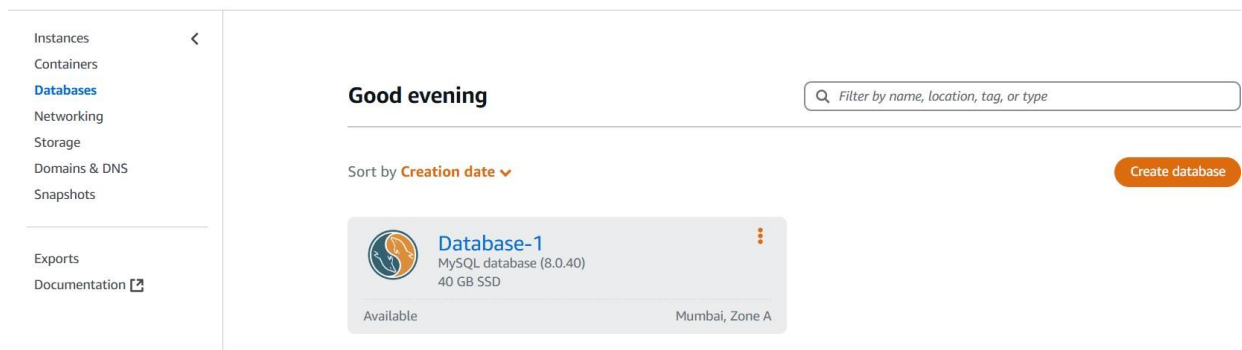 Instances
Containers
Databases
Networking
Storage
Domains & DNS
Snapshots
Exports
Documentation
Good evening
Filter by name, location, tag, or type
Sort by Creation date
Create database
Database-1
MySQL database (8.0.40)
40 GB SSD
Available
Mumbai, Zone A